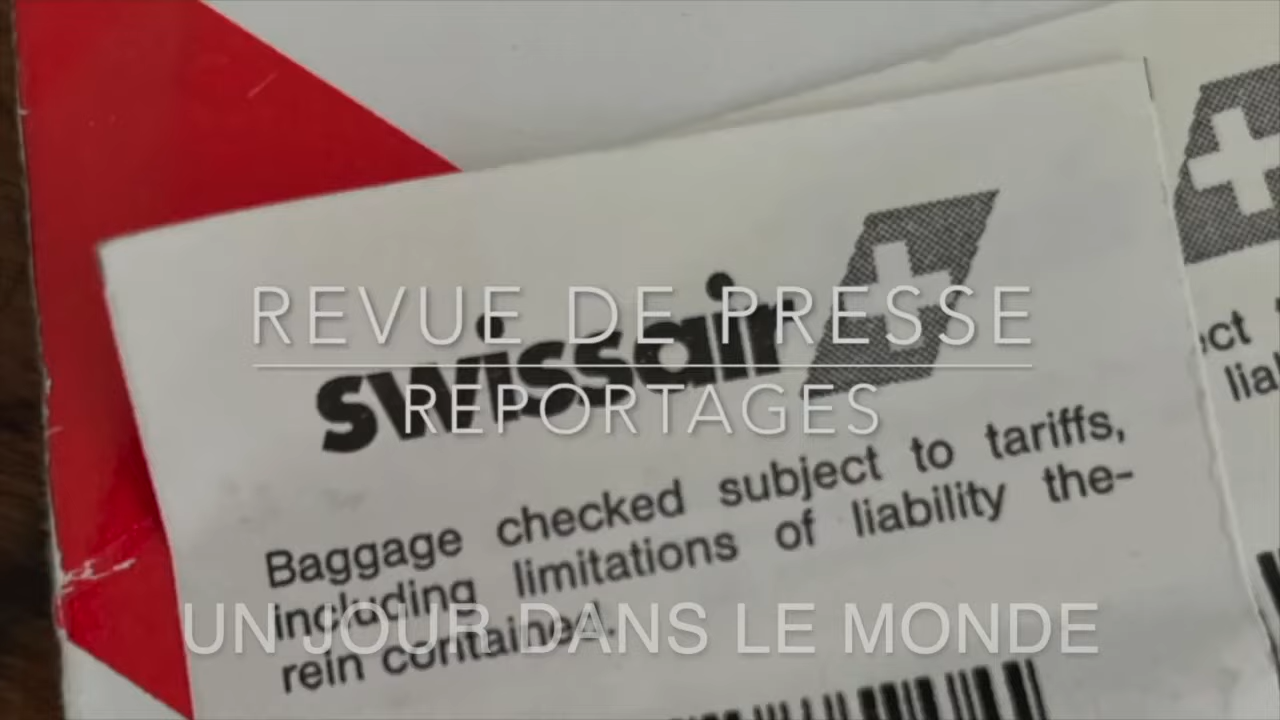 REVUE DE PRESSE
swissair
REPORTAGES
Baggage checked subject to tariffs,
including limitations of liability the-
rein contained.
UN JOUR DANS LE MONDE
ct
lia